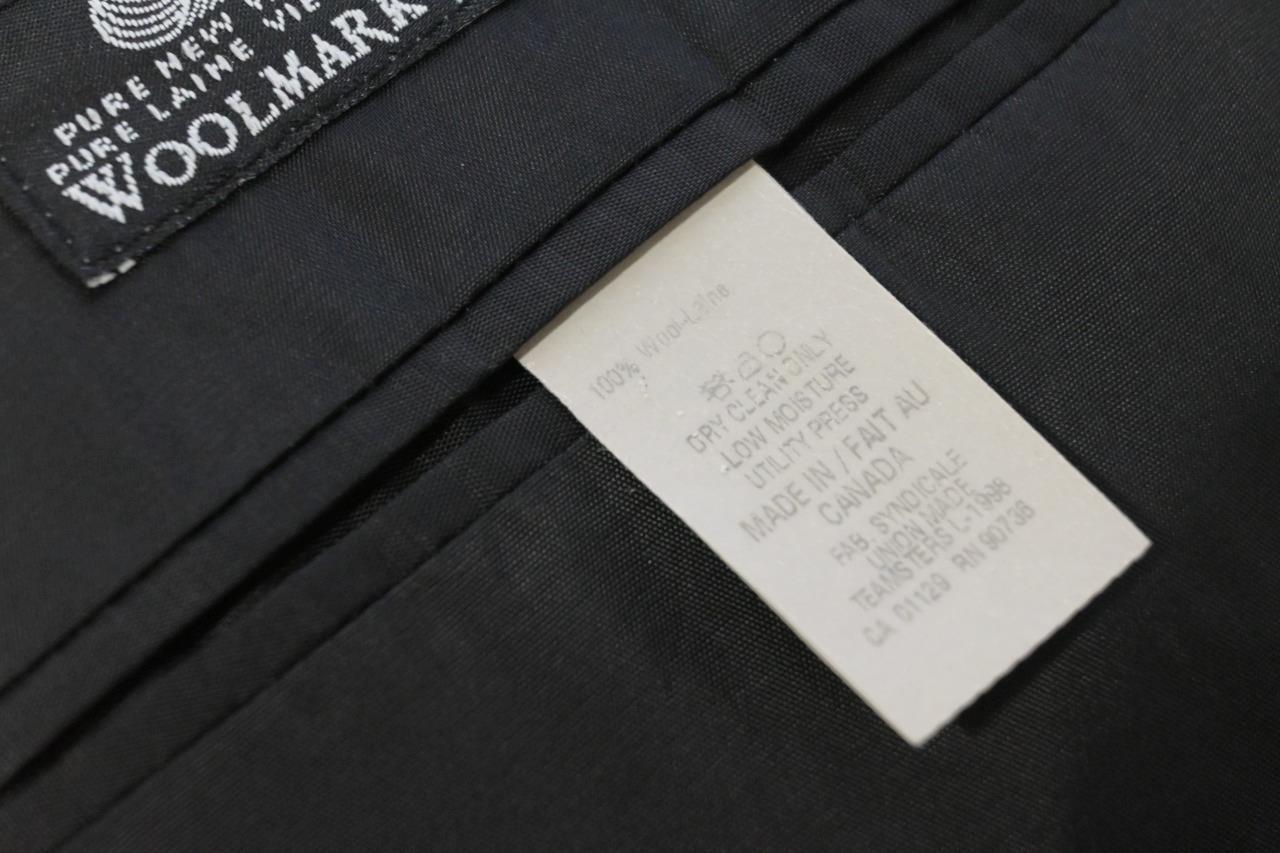 PURE NEW
PURE LAINE VIE
WOOLMARK
100% Wool-Laine
DRY CLEAN ONLY
LOW MOISTURE
UTILITY PRESS
MADE IN / FAIT AU
CANADA
FAB. SYNDICALE
UNION MADE
TEAMSTERS L-1998
CA 01129 RN 90736